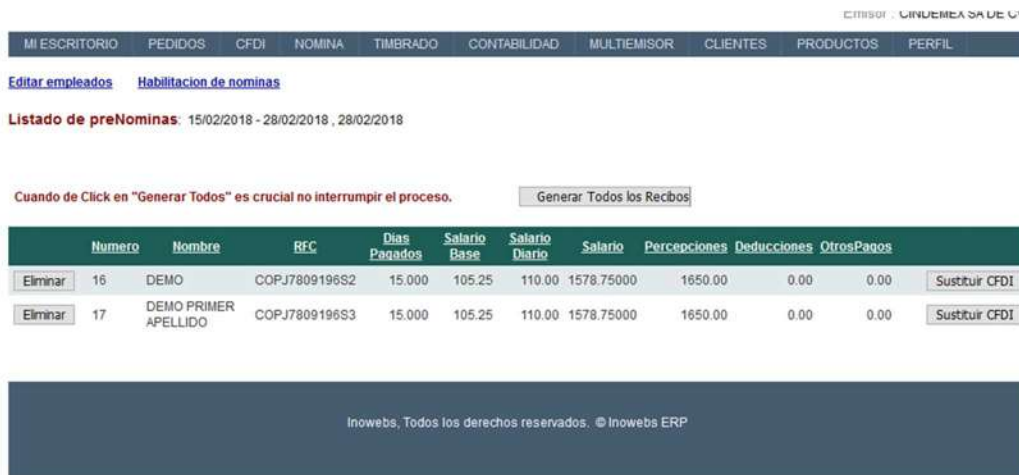 Emisor : CINDEMEX SA DE
MI ESCRITORIO PEDIDOS CFDI NOMINA TIMBRADO CONTABILIDAD MULTIEMISOR CLIENTES PRODUCTOS PERFIL
Editar empleados Habilitacion de nominas
Listado de preNominas: 15/02/2018 - 28/02/2018 , 28/02/2018
Cuando de Click en "Generar Todos" es crucial no interrumpir el proceso. Generar Todos los Recibos
Numero Nombre RFC Dias Pagados Salario Base Salario Diario Salario Percepciones Deducciones OtrosPagos
Eliminar 16 DEMO COPJ7809196S2 15.000 105.25 110.00 1578.75000 1650.00 0.00 0.00 Sustituir CFDI
Eliminar 17 DEMO PRIMER APELLIDO COPJ7809196S3 15.000 105.25 110.00 1578.75000 1650.00 0.00 0.00 Sustituir CFDI
Inowebs, Todos los derechos reservados. © Inowebs ERP